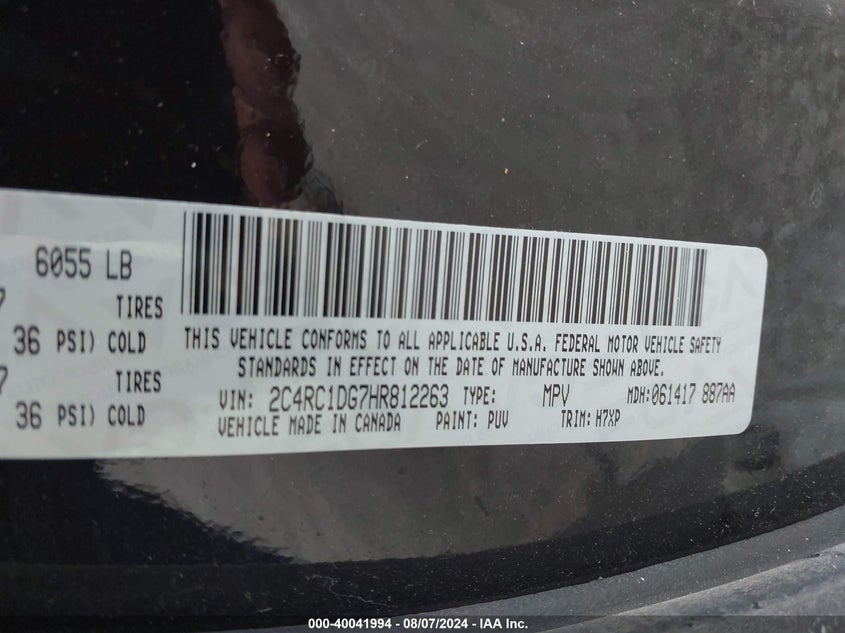 6055 LB
7 TIRES
36 PSI) COLD
7 TIRES
36 PSI) COLD
THIS VEHICLE CONFORMS TO ALL APPLICABLE U.S.A. FEDERAL MOTOR VEHICLE SAFETY
STANDARDS IN EFFECT ON THE DATE OF MANUFACTURE SHOWN ABOVE.
VIN: 2C4RC1DG7HR812263 TYPE: MPV MDH: 061417 887AA
VEHICLE MADE IN CANADA PAINT: PUV TRIM: H7XP
000-40041994 - 08/07/2024 - IAA Inc.